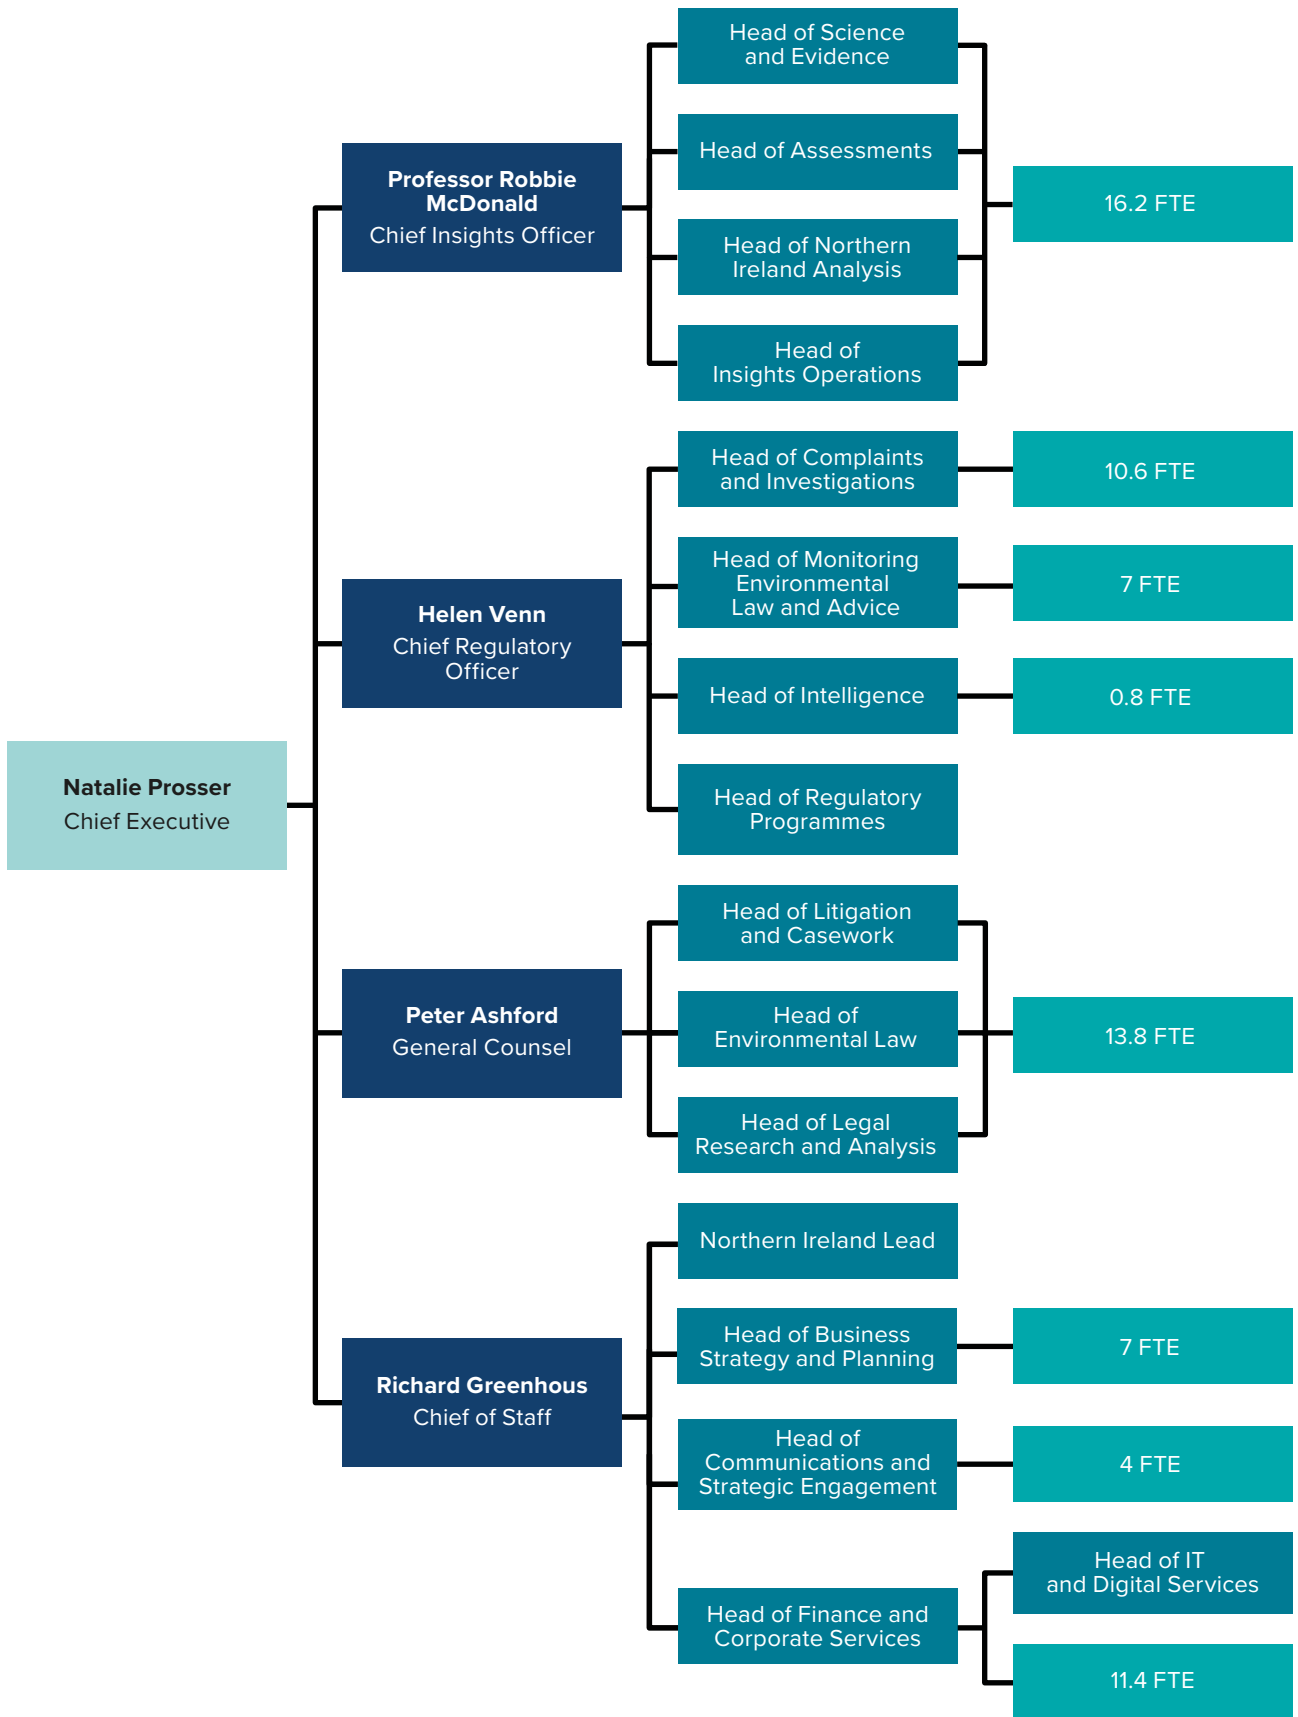 Natalie Prosser
Chief Executive
Professor Robbie
McDonald
Chief Insights Officer
Head of Science
and Evidence
Head of Assessments
Head of Northern
Ireland Analysis
Head of
Insights Operations
16.2 FTE
Helen Venn
Chief Regulatory
Officer
Head of Complaints
and Investigations
10.6 FTE
Head of Monitoring
Environmental
Law and Advice
7 FTE
Head of Intelligence
0.8 FTE
Head of Regulatory
Programmes
Peter Ashford
General Counsel
Head of Litigation
and Casework
Head of
Environmental Law
Head of Legal
Research and Analysis
13.8 FTE
Richard Greenhous
Chief of Staff
Northern Ireland Lead
Head of Business
Strategy and Planning
7 FTE
Head of
Communications and
Strategic Engagement
4 FTE
Head of Finance and
Corporate Services
Head of IT
and Digital Services
11.4 FTE